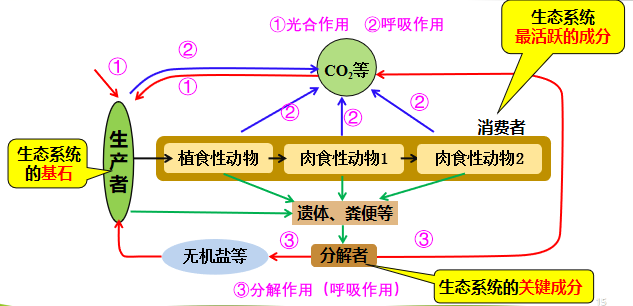 ①光合作用 ②呼吸作用
生态系统
最活跃的成分
②
①
CO2等
①
②
②
②
消费者
生产者
生态系统
的基石
植食性动物
肉食性动物1
肉食性动物2
遗体、粪便等
无机盐等
③
分解者
③
③分解作用（呼吸作用）
生态系统的关键成分
15